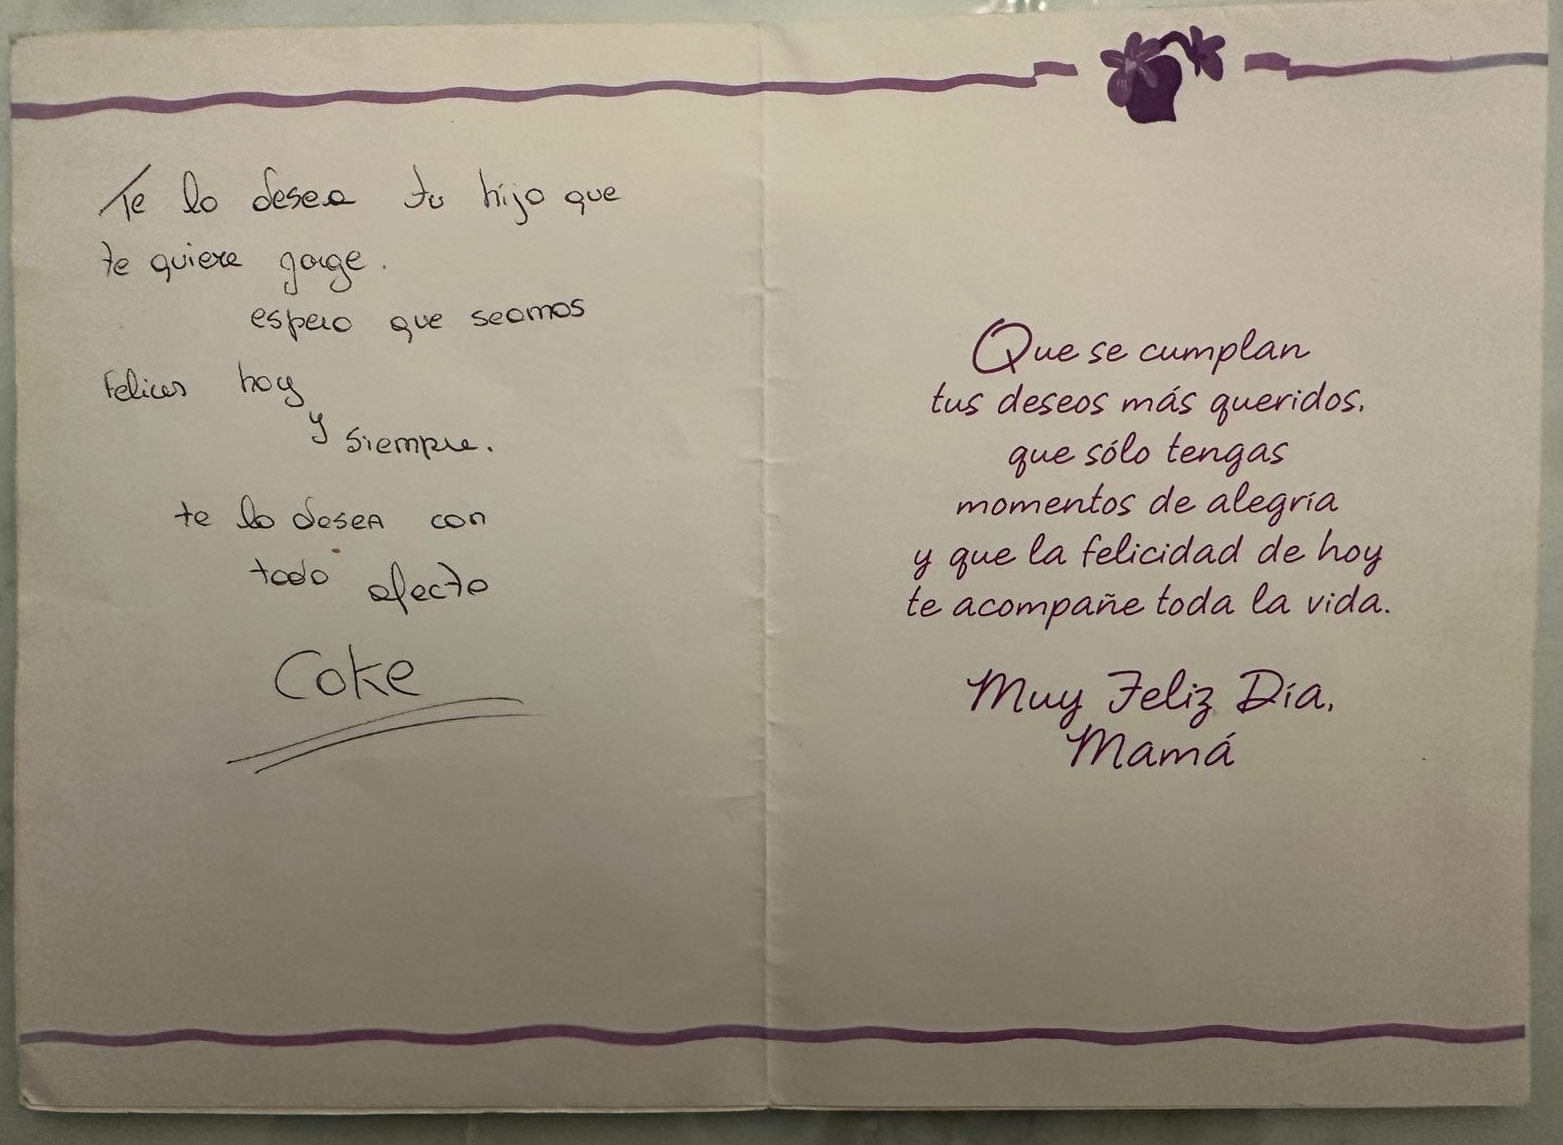 Te lo desea tu hijo que
te quiere Jorge.
espero que seamos
Felices hoy
y siempre.
te lo desea con
todo afecto
Coke
Que se cumplan
tus deseos más queridos,
que sólo tengas
momentos de alegría
y que la felicidad de hoy
te acompañe toda la vida.
Muy Feliz Día,
Mamá